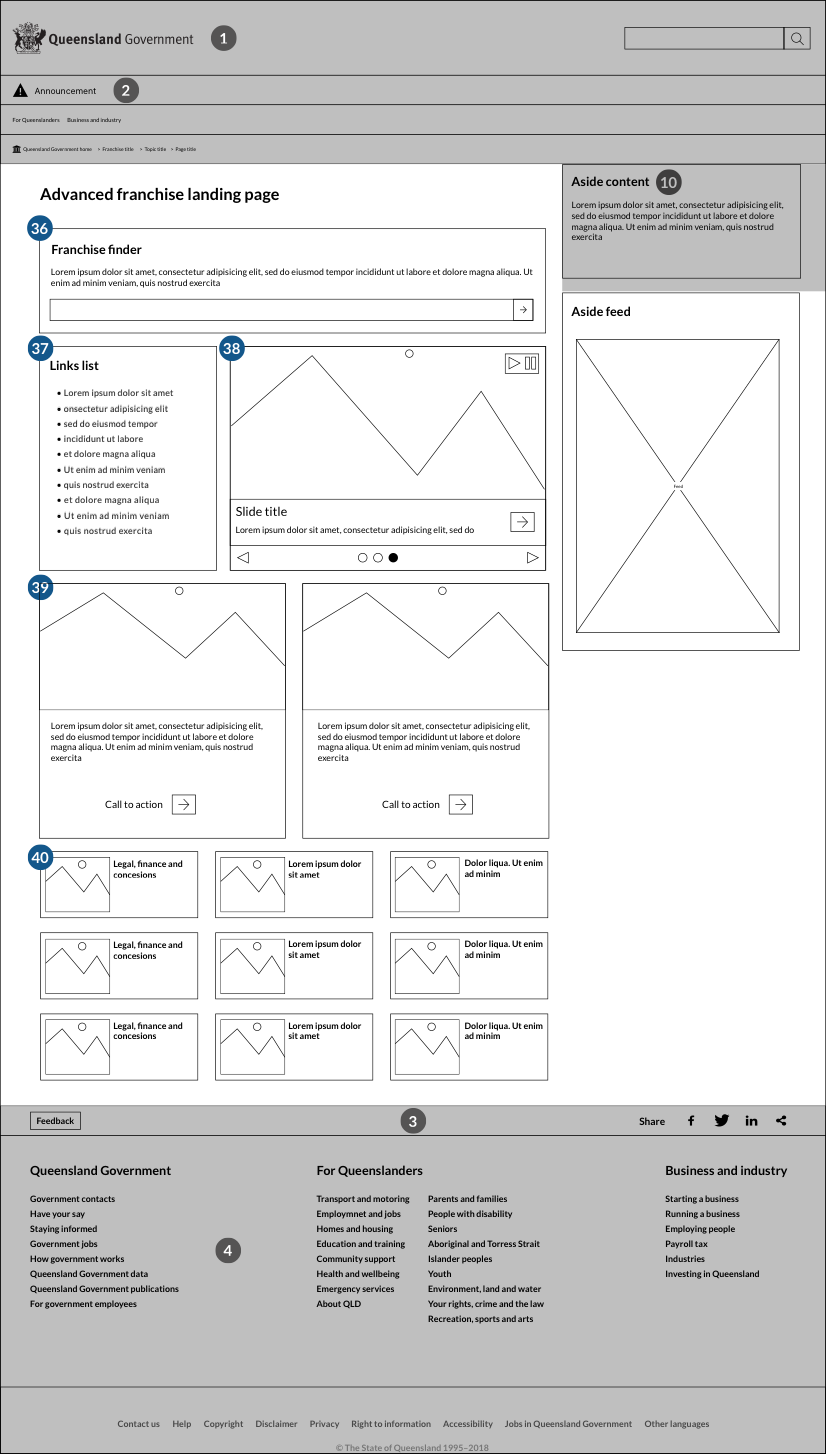 Queensland Government
1
Announcement
2
For Queenslanders Business and industry
Queensland Government home > Franchise title > Topic title > Page title
Advanced franchise landing page
36
Franchise finder
Lorem ipsum dolor sit amet, consectetur adipisicing elit, sed do eiusmod tempor incididunt ut labore et dolore magna aliqua. Ut
enim ad minim veniam, quis nostrud exercita
37
Links list
• Lorem ipsum dolor sit amet
• onsectetur adipisicing elit
• sed do eiusmod tempor
• incididunt ut labore
• et dolore magna aliqua
• Ut enim ad minim veniam
• quis nostrud exercita
• et dolore magna aliqua
• Ut enim ad minim veniam
• quis nostrud exercita
38
Slide title
Lorem ipsum dolor sit amet, consectetur adipisicing elit, sed do
39
Lorem ipsum dolor sit amet, consectetur adipisicing elit,
sed do eiusmod tempor incididunt ut labore et dolore
magna aliqua. Ut enim ad minim veniam, quis nostrud
exercita
Call to action
Lorem ipsum dolor sit amet, consectetur adipisicing elit,
sed do eiusmod tempor incididunt ut labore et dolore
magna aliqua. Ut enim ad minim veniam, quis nostrud
exercita
Call to action
40
Legal, finance and
concesions
Lorem ipsum dolor
sit amet
Dolor liqua. Ut enim
ad minim
Legal, finance and
concesions
Lorem ipsum dolor
sit amet
Dolor liqua. Ut enim
ad minim
Legal, finance and
concesions
Lorem ipsum dolor
sit amet
Dolor liqua. Ut enim
ad minim
Aside content
10
Lorem ipsum dolor sit amet, consectetur adipisicing elit,
sed do eiusmod tempor incididunt ut labore et dolore
magna aliqua. Ut enim ad minim veniam, quis nostrud
exercita
Aside feed
Feed
Feedback
3
Share
Queensland Government
Government contacts
Have your say
Staying informed
Government jobs
How government works
Queensland Government data
Queensland Government publications
For government employees
4
For Queenslanders
Transport and motoring
Employmnet and jobs
Homes and housing
Education and training
Community support
Health and wellbeing
Emergency services
About QLD
Parents and families
People with disability
Seniors
Aboriginal and Torress Strait
Islander peoples
Youth
Environment, land and water
Your rights, crime and the law
Recreation, sports and arts
Business and industry
Starting a business
Running a business
Employing people
Payroll tax
Industries
Investing in Queensland
Contact us Help Copyright Disclaimer Privacy Right to information Accessibility Jobs in Queensland Government Other languages
© The State of Queensland 1995–2018